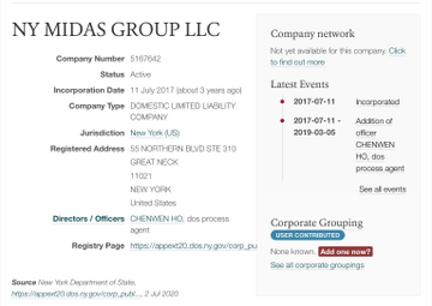 NY MIDAS GROUP LLC
Company Number 5167642
Status Active
Incorporation Date 11 July 2017 (about 3 years ago)
Company Type DOMESTIC LIMITED LIABILITY
COMPANY
Jurisdiction New York (US)
Registered Address 55 NORTHERN BLVD STE 310
GREAT NECK
11021
NEW YORK
United States
Directors / Officers CHENWEN HO, dos process
agent
Registry Page https://appext20.dos.ny.gov/corp_pu
Source New York Department of State,
https://appext20.dos.ny.gov/corp_publ..., 2 Jul 2020
Company network
Not yet available for this company. Click
to find out more
Latest Events
2017-07-11 Incorporated
2017-07-11 - Addition of
2019-03-05 officer
CHENWEN
HO, dos
process agent
See all events
Corporate Grouping
USER CONTRIBUTED
None known. Add one now?
See all corporate groupings